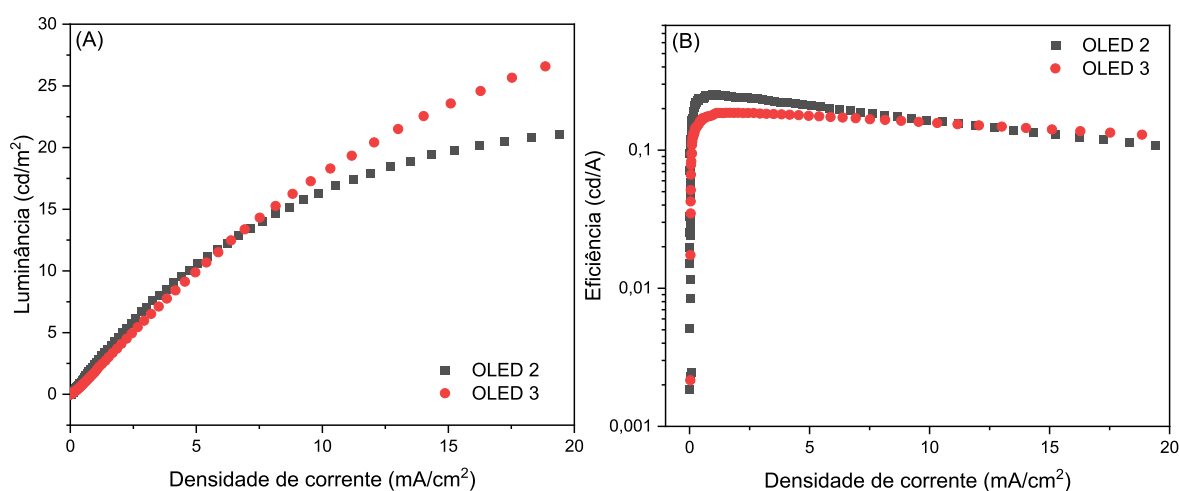 (A)
Luminância (cd/m²)
30
25
20
15
10
5
0
OLED 2
OLED 3
0 5 10 15 20
Densidade de corrente (mA/cm²)
(B)
Eficiência (cd/A)
1
0,1
0,01
0,001
OLED 2
OLED 3
0 5 10 15 20
Densidade de corrente (mA/cm²)